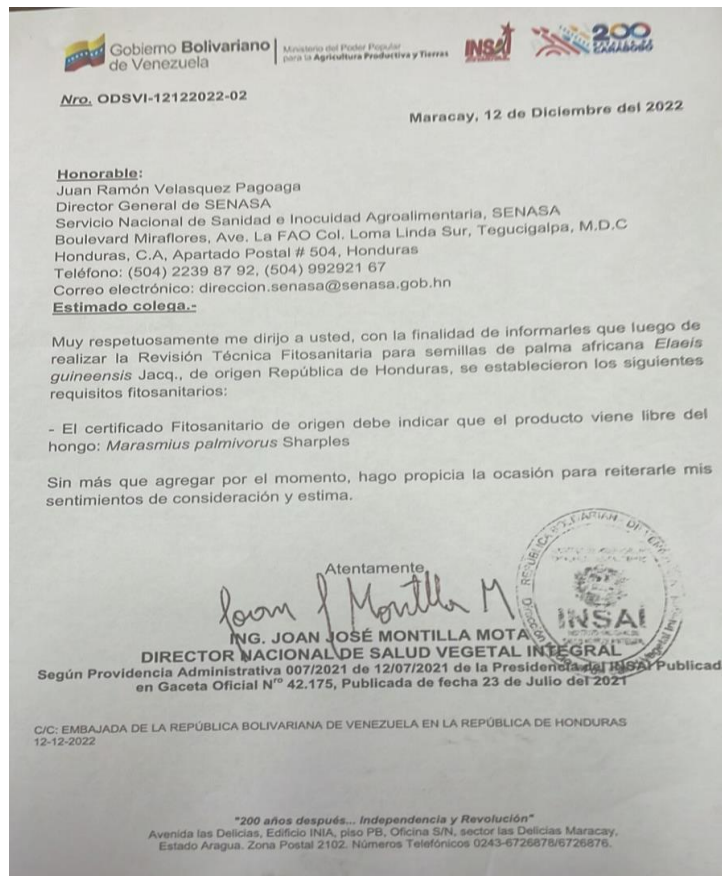 Gobierno Bolivariano
de Venezuela
Ministerio del Poder Popular
para la Agricultura Productiva y Tierras
INSAI
200
CARABOBO
Nro. ODSVI-12122022-02
Maracay, 12 de Diciembre del 2022
Honorable:
Juan Ramón Velasquez Pagoaga
Director General de SENASA
Servicio Nacional de Sanidad e Inocuidad Agroalimentaria, SENASA
Boulevard Miraflores, Ave. La FAO Col. Loma Linda Sur, Tegucigalpa, M.D.C
Honduras, C.A, Apartado Postal # 504, Honduras
Teléfono: (504) 2239 87 92, (504) 992921 67
Correo electrónico: direccion.senasa@senasa.gob.hn
Estimado colega.-
Muy respetuosamente me dirijo a usted, con la finalidad de informarles que luego de
realizar la Revisión Técnica Fitosanitaria para semillas de palma africana Elaeis
guineensis Jacq., de origen República de Honduras, se establecieron los siguientes
requisitos fitosanitarios:
- El certificado Fitosanitario de origen debe indicar que el producto viene libre del
hongo: Marasmius palmivorus Sharples
Sin más que agregar por el momento, hago propicia la ocasión para reiterarle mis
sentimientos de consideración y estima.
Atentamente,
Joan J Montilla M
REPÚBLICA BOLIVARIANA DE VENEZUELA
INSAI
ING. JOAN JOSÉ MONTILLA MOTA
DIRECTOR NACIONAL DE SALUD VEGETAL INTEGRAL
Según Providencia Administrativa 007/2021 de 12/07/2021 de la Presidencia del INSAI Publicad
en Gaceta Oficial Nro 42.175, Publicada de fecha 23 de Julio del 2021
C/C: EMBAJADA DE LA REPÚBLICA BOLIVARIANA DE VENEZUELA EN LA REPÚBLICA DE HONDURAS
12-12-2022
"200 años después... Independencia y Revolución"
Avenida las Delicias, Edificio INIA, piso PB, Oficina S/N, sector las Delicias Maracay,
Estado Aragua. Zona Postal 2102. Números Telefónicos 0243-6726878/6726876.